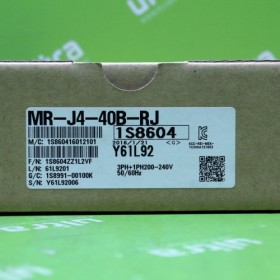 MR-J4-40B-RJ
1S8604
2016/1/21 <G>
M/C: 1S860416012101
Y61L92
F/N: 1S8604ZZ1L2VF
L/N: 61L9201
I/C: 1S8991-00100K
S/N: Y61L92006
3PH+1PH200-240V
50/60Hz